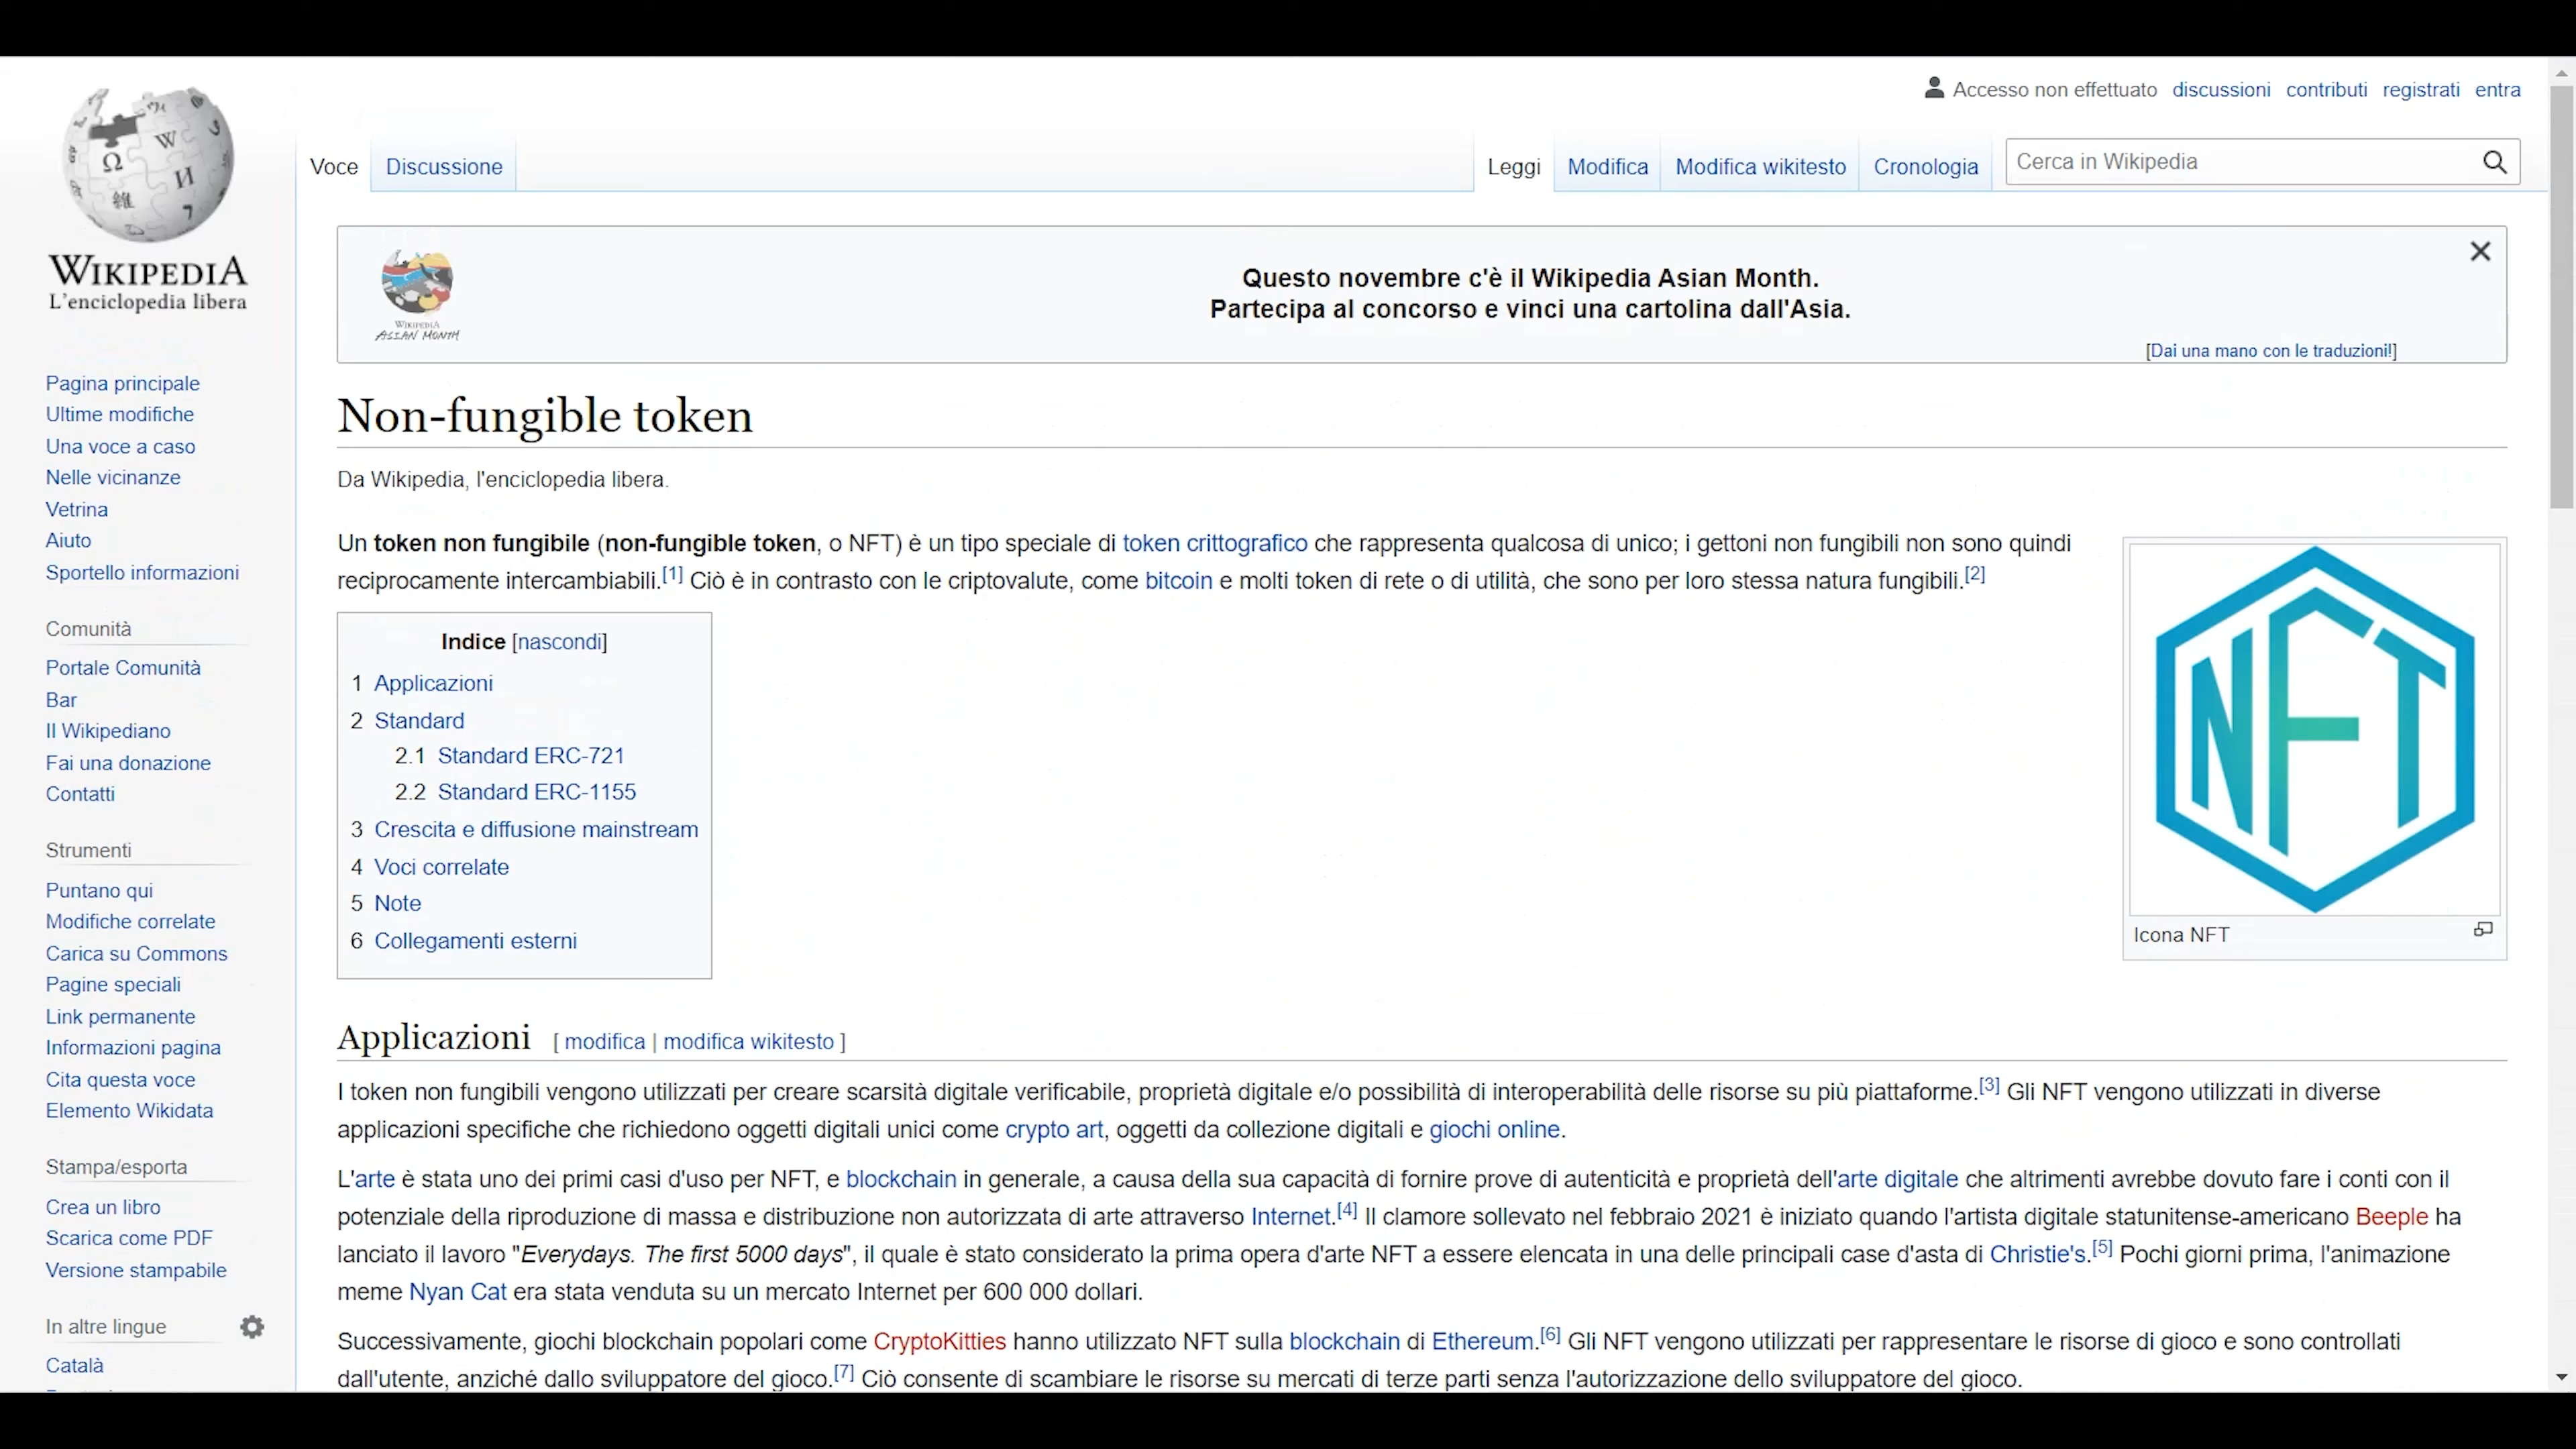 WIKIPEDIA
L'enciclopedia libera
Accesso non effettuato discussioni contributi registrati entra
Voce Discussione Leggi Modifica Modifica wikitesto Cronologia Cerca in Wikipedia
Questo novembre c'è il Wikipedia Asian Month.
Partecipa al concorso e vinci una cartolina dall'Asia.
WIKIPEDIA
ASIAN MONTH
[Dai una mano con le traduzioni!]
Pagina principale
Ultime modifiche
Una voce a caso
Nelle vicinanze
Vetrina
Aiuto
Sportello informazioni
Comunità
Portale Comunità
Bar
Il Wikipediano
Fai una donazione
Contatti
Strumenti
Puntano qui
Modifiche correlate
Carica su Commons
Pagine speciali
Link permanente
Informazioni pagina
Cita questa voce
Elemento Wikidata
Stampa/esporta
Crea un libro
Scarica come PDF
Versione stampabile
In altre lingue
Català
Non-fungible token
Da Wikipedia, l'enciclopedia libera.
Un token non fungibile (non-fungible token, o NFT) è un tipo speciale di token crittografico che rappresenta qualcosa di unico; i gettoni non fungibili non sono quindi
reciprocamente intercambiabili.[1] Ciò è in contrasto con le criptovalute, come bitcoin e molti token di rete o di utilità, che sono per loro stessa natura fungibili.[2]
NFT
Icona NFT
Indice [nascondi]
1 Applicazioni
2 Standard
2.1 Standard ERC-721
2.2 Standard ERC-1155
3 Crescita e diffusione mainstream
4 Voci correlate
5 Note
6 Collegamenti esterni
Applicazioni [ modifica | modifica wikitesto ]
I token non fungibili vengono utilizzati per creare scarsità digitale verificabile, proprietà digitale e/o possibilità di interoperabilità delle risorse su più piattaforme.[3] Gli NFT vengono utilizzati in diverse
applicazioni specifiche che richiedono oggetti digitali unici come crypto art, oggetti da collezione digitali e giochi online.
L'arte è stata uno dei primi casi d'uso per NFT, e blockchain in generale, a causa della sua capacità di fornire prove di autenticità e proprietà dell'arte digitale che altrimenti avrebbe dovuto fare i conti con il
potenziale della riproduzione di massa e distribuzione non autorizzata di arte attraverso Internet.[4] Il clamore sollevato nel febbraio 2021 è iniziato quando l'artista digitale statunitense-americano Beeple ha
lanciato il lavoro "Everydays. The first 5000 days", il quale è stato considerato la prima opera d'arte NFT a essere elencata in una delle principali case d'asta di Christie's.[5] Pochi giorni prima, l'animazione
meme Nyan Cat era stata venduta su un mercato Internet per 600 000 dollari.
Successivamente, giochi blockchain popolari come CryptoKitties hanno utilizzato NFT sulla blockchain di Ethereum.[6] Gli NFT vengono utilizzati per rappresentare le risorse di gioco e sono controllati
dall'utente, anziché dallo sviluppatore del gioco.[7] Ciò consente di scambiare le risorse su mercati di terze parti senza l'autorizzazione dello sviluppatore del gioco.